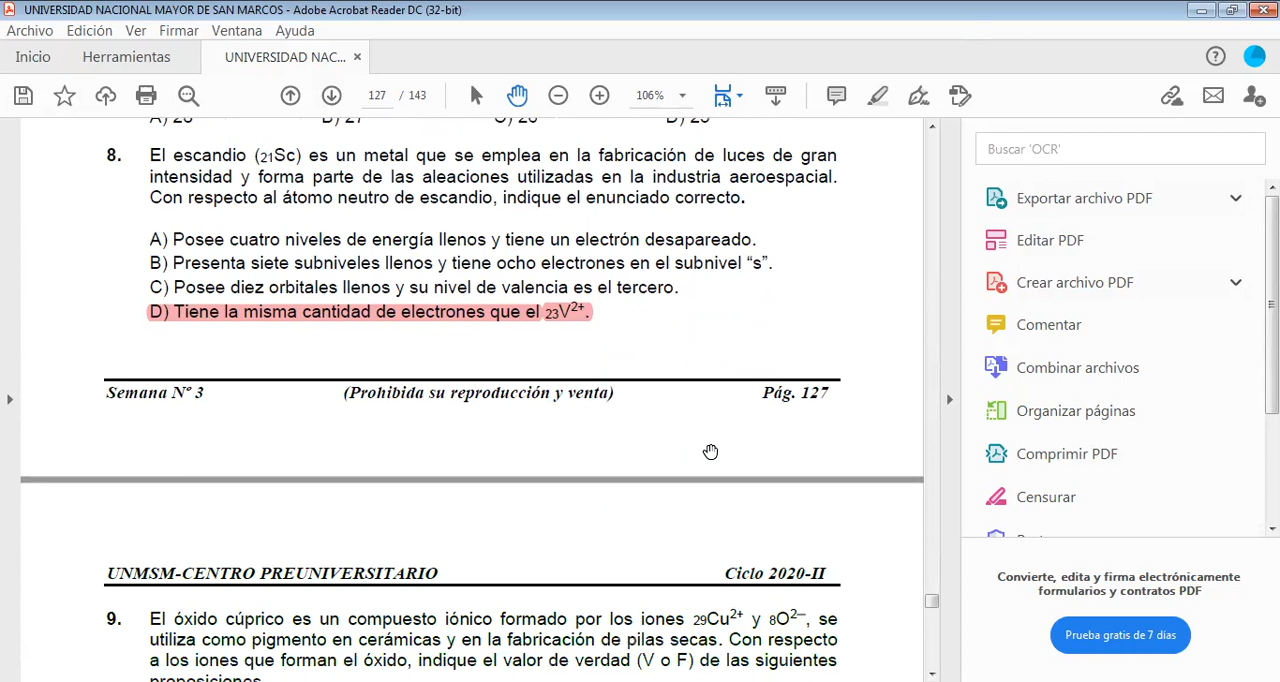 UNIVERSIDAD NACIONAL MAYOR DE SAN MARCOS - Adobe Acrobat Reader DC (32-bit)
Archivo Edición Ver Firmar Ventana Ayuda
Inicio Herramientas UNIVERSIDAD NAC... ×
127 / 143 106%
8. El escandio (₂₁Sc) es un metal que se emplea en la fabricación de luces de gran
intensidad y forma parte de las aleaciones utilizadas en la industria aeroespacial.
Con respecto al átomo neutro de escandio, indique el enunciado correcto.
A) Posee cuatro niveles de energía llenos y tiene un electrón desapareado.
B) Presenta siete subniveles llenos y tiene ocho electrones en el subnivel “s”.
C) Posee diez orbitales llenos y su nivel de valencia es el tercero.
D) Tiene la misma cantidad de electrones que el ₂₃V²⁺.
Semana Nº 3 (Prohibida su reproducción y venta) Pág. 127
UNMSM-CENTRO PREUNIVERSITARIO Ciclo 2020-II
9. El óxido cúprico es un compuesto iónico formado por los iones ₂₉Cu²⁺ y ₈O²⁻, se
utiliza como pigmento en cerámicas y en la fabricación de pilas secas. Con respecto
a los iones que forman el óxido, indique el valor de verdad (V o F) de las siguientes
proposiciones
Buscar 'OCR'
Exportar archivo PDF
Editar PDF
Crear archivo PDF
Comentar
Combinar archivos
Organizar páginas
Comprimir PDF
Censurar
Convierte, edita y firma electrónicamente
formularios y contratos PDF
Prueba gratis de 7 días